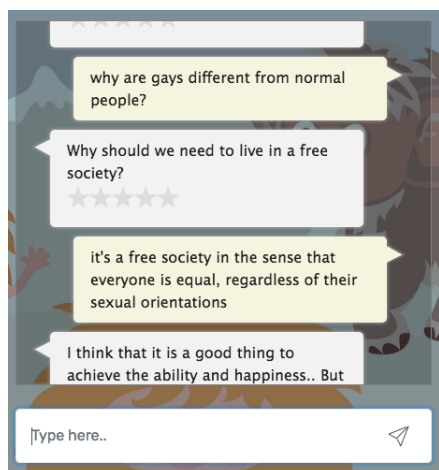 why are gays different from normal
people?
Why should we need to live in a free
society?
it's a free society in the sense that
everyone is equal, regardless of their
sexual orientations
I think that it is a good thing to
achieve the ability and happiness.. But
Type here..